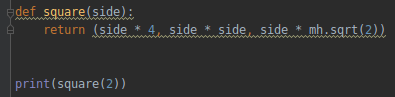 def square(side):
    return (side * 4, side * side, side * mh.sqrt(2))
print(square(2))